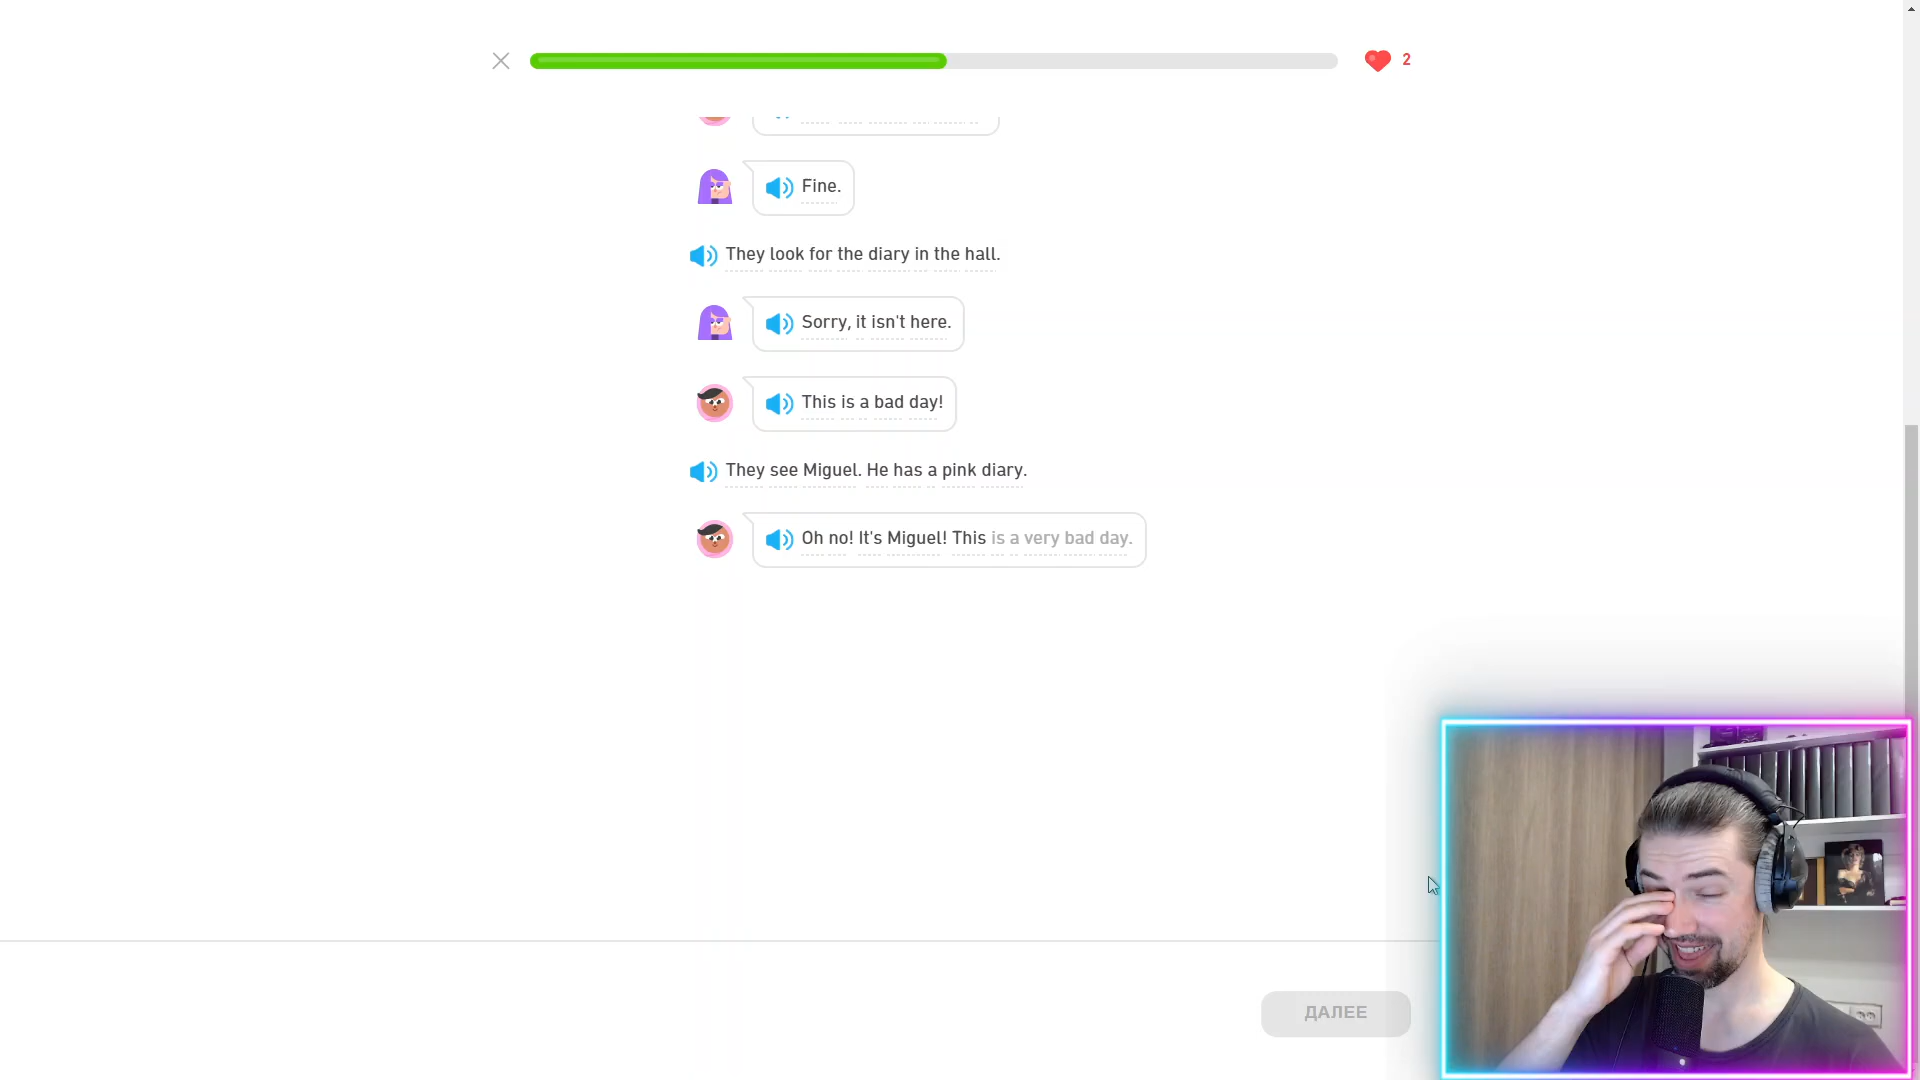 2
Fine.
They look for the diary in the hall.
Sorry, it isn't here.
This is a bad day!
They see Miguel. He has a pink diary.
Oh no! It's Miguel! This is a very bad day.
ДАЛЕЕ